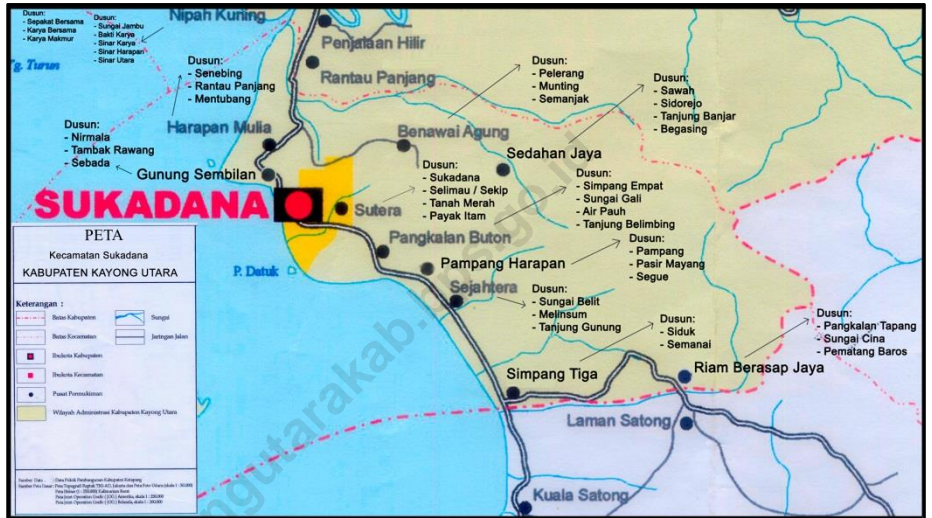 Dusun:
- Sepakat Bersama
- Karya Bersama
- Karya Makmur
Dusun:
- Sungai Jambu
- Bakti Karya
- Sinar Karya
- Sinar Harapan
- Sinar Utara
Nipah Kuning
Penjalaan Hilir
Tg. Turun
Rantau Panjang
Dusun:
- Senebing
- Rantau Panjang
- Mentubang
Dusun:
- Pelerang
- Munting
- Semanjak
Dusun:
- Sawah
- Sidorejo
- Tanjung Banjar
- Begasing
Dusun:
- Nirmala
- Tambak Rawang
- Sebada
Harapan Mulia
Benawai Agung
Sedahan Jaya
Gunung Sembilan
Dusun:
- Sukadana
- Selimau / Sekip
- Tanah Merah
- Payak Itam
Dusun:
- Simpang Empat
- Sungai Gali
- Air Pauh
- Tanjung Belimbing
SUKADANA
Sutera
Pangkalan Buton
Dusun:
- Pampang
- Pasir Mayang
- Segue
P. Datuk
Pampang Harapan
Sejahtera
Dusun:
- Sungai Belit
- Melinsum
- Tanjung Gunung
Dusun:
- Siduk
- Semanai
Dusun:
- Pangkalan Tapang
- Sungai Cina
- Pematang Baros
Simpang Tiga
Riam Berasap Jaya
Laman Satong
Kuala Satong
PETA
Kecamatan Sukadana
KABUPATEN KAYONG UTARA
Keterangan :
Batas Kabupaten
Sungai
Batas Kecamatan
Jaringan Jalan
Ibukota Kabupaten
Ibukota Kecamatan
Pusat Permukiman
Wilayah Administrasi Kabupaten Kayong Utara